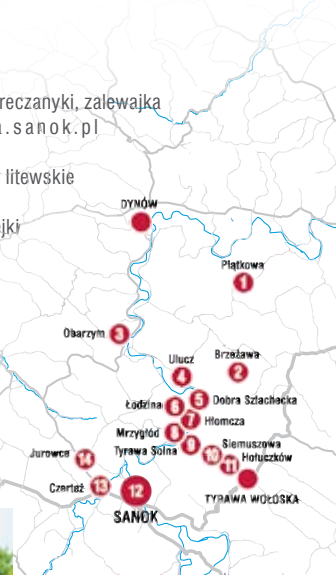 reczanyki, zalewajka
.sanok.pl
litewskie
jki
DYNÓW
Piątkowa
1
Obarzym 3
Ulucz
4
Brzeżawa
2
5 Dobra Szlachecka
Łodzina 6
7 Hłomcza
Mrzygłód 8
Tyrawa Solna 9
Siemuszowa
10
Hołuczków
11
Jurowce
14
Czerteż 13
12
SANOK
TYRAWA WOŁOSKA